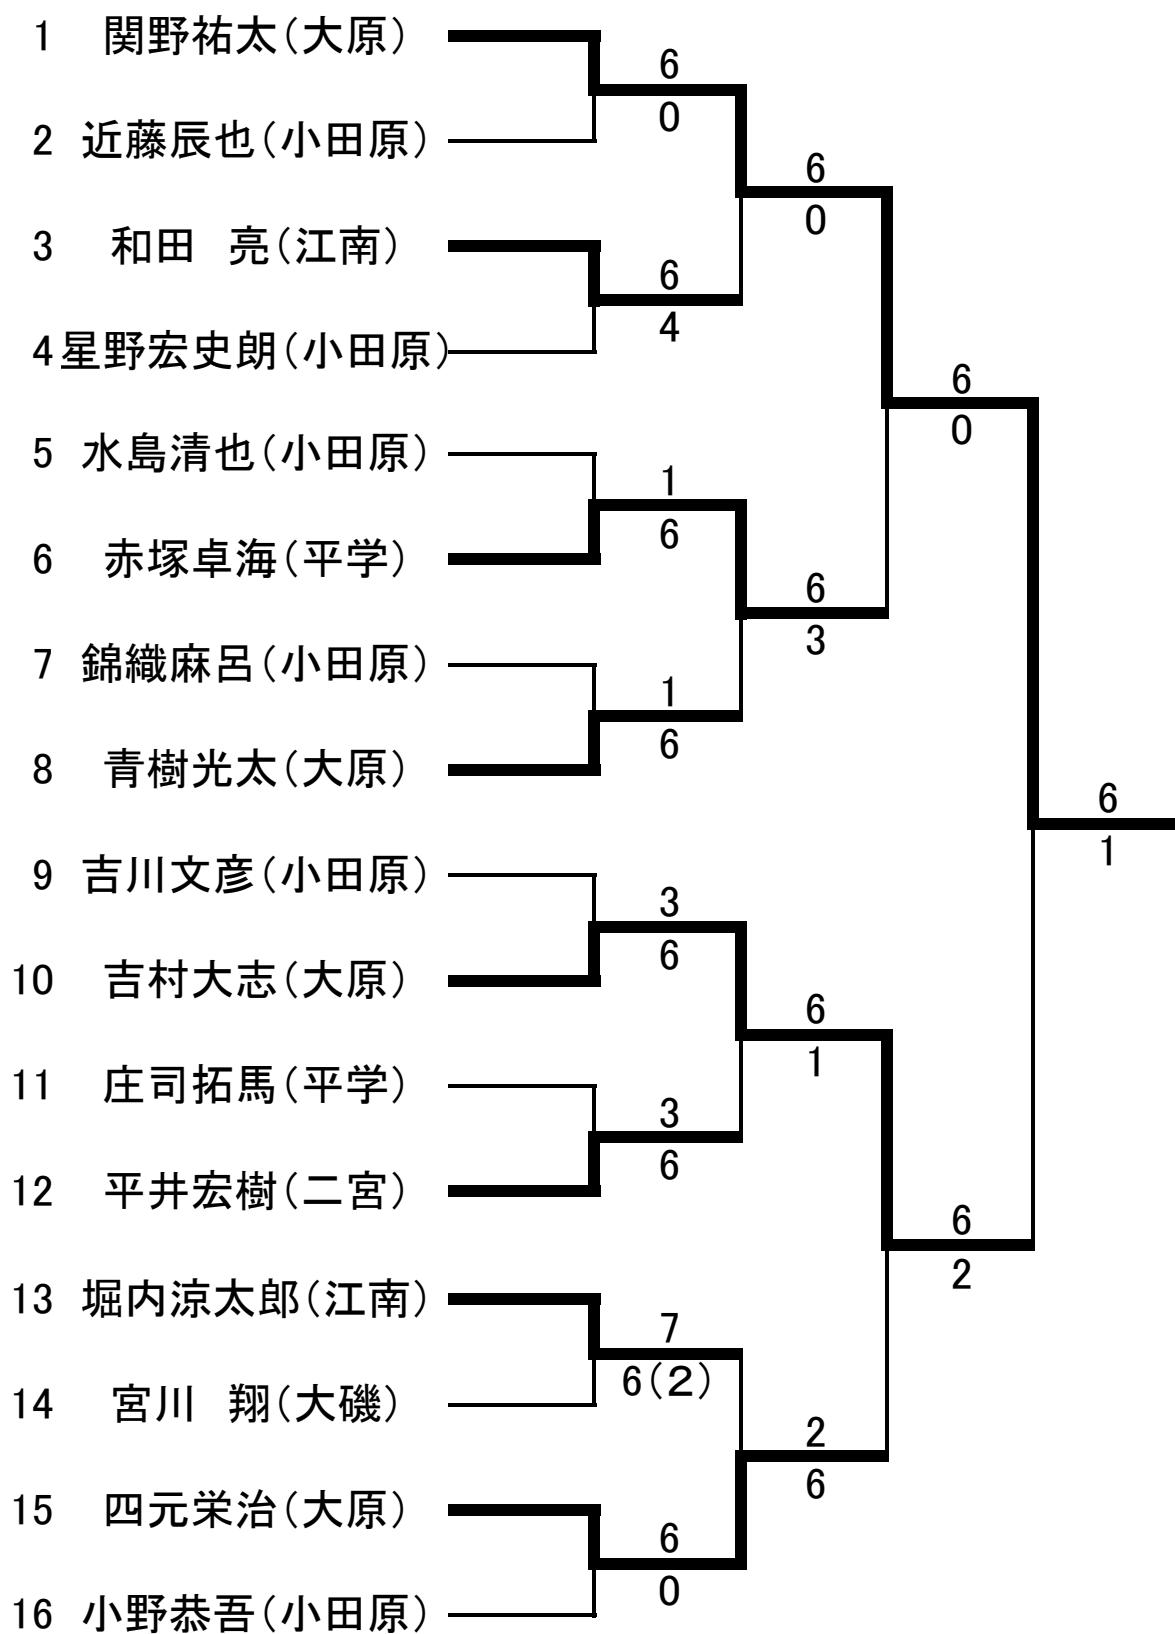 1 関野祐太(大原)
6
0
2 近藤辰也(小田原)
6
0
3 和田 亮(江南)
6
4
4 星野宏史朗(小田原)
6
0
5 水島清也(小田原)
1
6
6 赤塚卓海(平学)
6
3
7 錦織麻呂(小田原)
1
6
8 青樹光太(大原)
6
1
9 吉川文彦(小田原)
3
6
10 吉村大志(大原)
6
1
11 庄司拓馬(平学)
3
6
12 平井宏樹(二宮)
6
2
13 堀内涼太郎(江南)
7
6(2)
14 宮川 翔(大磯)
2
6
15 四元栄治(大原)
6
0
16 小野恭吾(小田原)